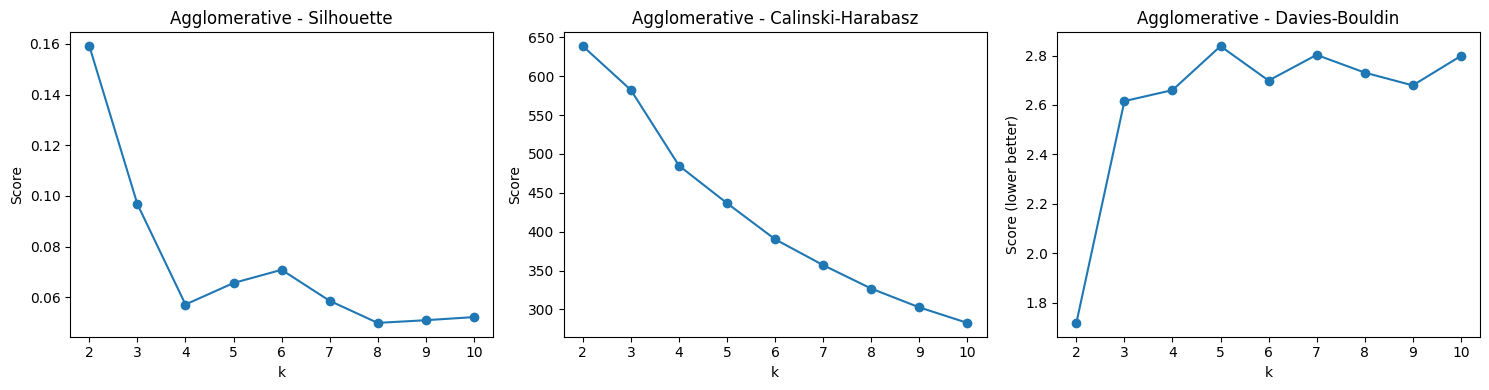 Agglomerative - Silhouette
Score
0.16
0.14
0.12
0.10
0.08
0.06
2 3 4 5 6 7 8 9 10
k
Agglomerative - Calinski-Harabasz
Score
650
600
550
500
450
400
350
300
2 3 4 5 6 7 8 9 10
k
Agglomerative - Davies-Bouldin
Score (lower better)
2.8
2.6
2.4
2.2
2.0
1.8
2 3 4 5 6 7 8 9 10
k